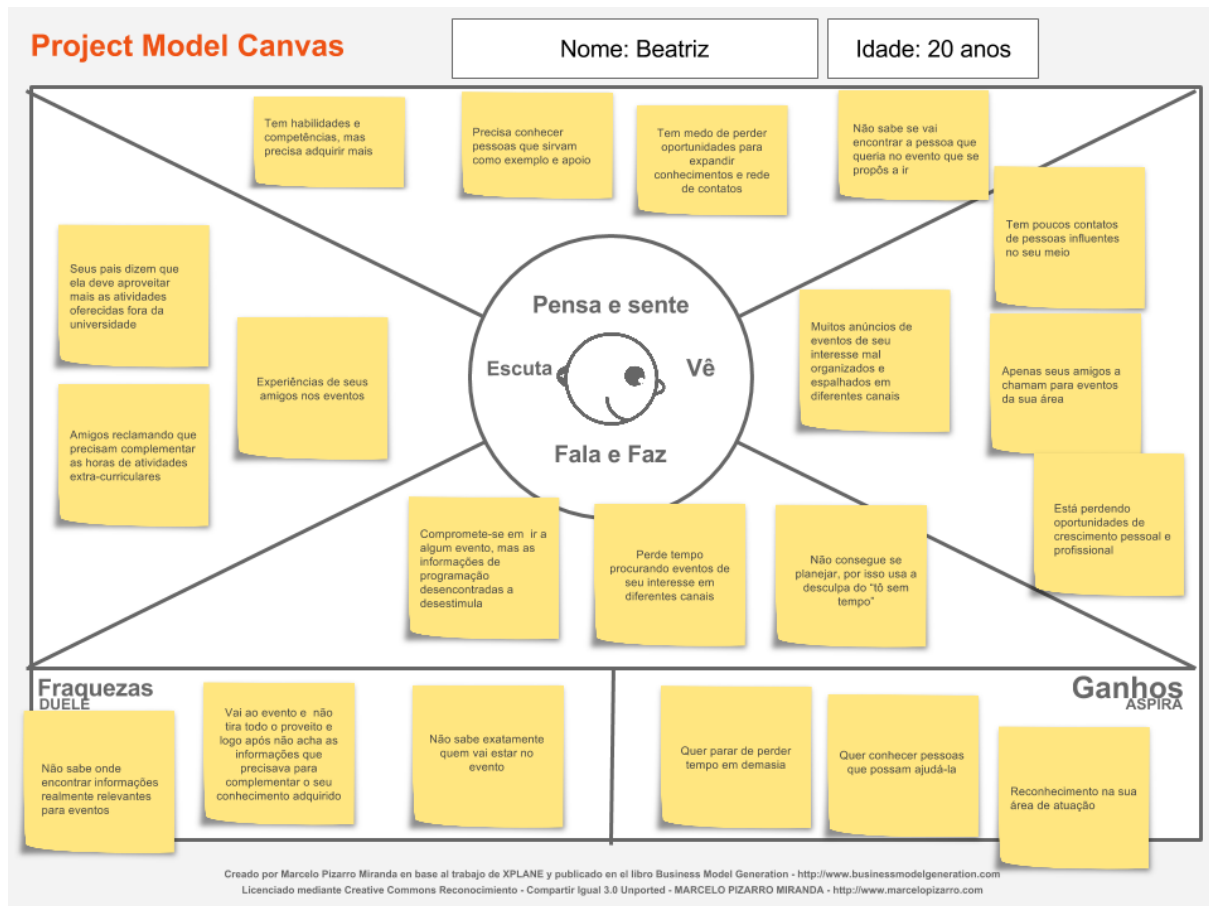 Project Model Canvas
Nome: Beatriz
Idade: 20 anos
Tem habilidades e
competências, mas
precisa adquirir mais
Precisa conhecer
pessoas que sirvam
como exemplo e apoio
Tem medo de perder
oportunidades para
expandir
conhecimentos e rede
de contatos
Não sabe se vai
encontrar a pessoa que
queria no evento que se
propôs a ir
Tem poucos contatos
de pessoas influentes
no seu meio
Seus pais dizem que
ela deve aproveitar
mais as atividades
oferecidas fora da
universidade
Experiências de seus
amigos nos eventos
Amigos reclamando que
precisam complementar
as horas de atividades
extra-curriculares
Pensa e sente
Escuta
Vê
Fala e Faz
Muitos anúncios de
eventos de seu
interesse mal
organizados e
espalhados em
diferentes canais
Apenas seus amigos a
chamam para eventos
da sua área
Está perdendo
oportunidades de
crescimento pessoal e
profissional
Compromete-se em ir a
algum evento, mas as
informações de
programação
desencontradas a
desestimula
Perde tempo
procurando eventos de
seu interesse em
diferentes canais
Não consegue se
planejar, por isso usa a
desculpa do “tô sem
tempo”
Fraquezas
DUELE
Não sabe onde
encontrar informações
realmente relevantes
para eventos
Vai ao evento e não
tira todo o proveito e
logo após não acha as
informações que
precisava para
complementar o seu
conhecimento adquirido
Não sabe exatamente
quem vai estar no
evento
Ganhos
ASPIRA
Quer parar de perder
tempo em demasia
Quer conhecer pessoas
que possam ajudá-la
Reconhecimento na sua
área de atuação
Creado por Marcelo Pizarro Miranda en base al trabajo de XPLANE y publicado en el libro Business Model Generation - http://www.businessmodelgeneration.com
Licenciado mediante Creative Commons Reconocimiento - Compartir Igual 3.0 Unported - MARCELO PIZARRO MIRANDA - http://www.marcelopizarro.com